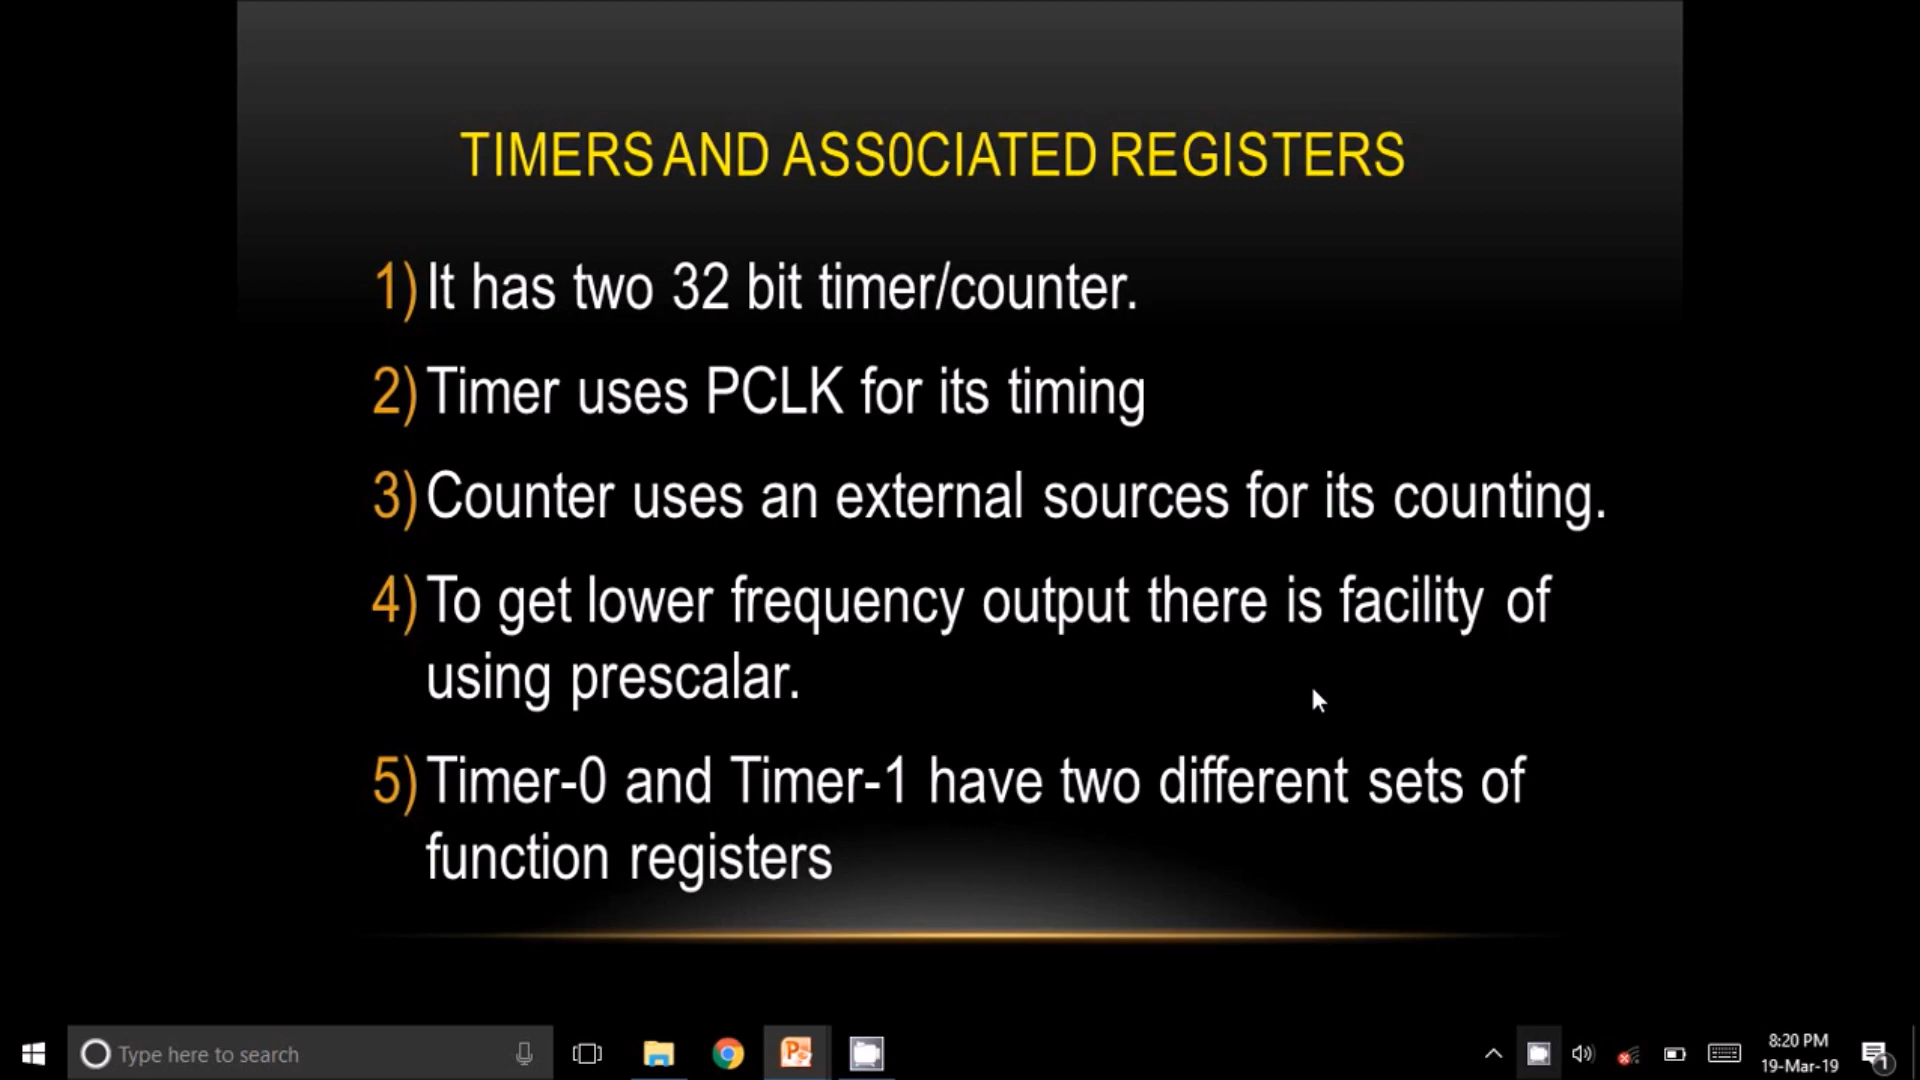 TIMERS AND ASS0CIATED REGISTERS
1) It has two 32 bit timer/counter.
2) Timer uses PCLK for its timing
3) Counter uses an external sources for its counting.
4) To get lower frequency output there is facility of
using prescalar.
5) Timer-0 and Timer-1 have two different sets of
function registers
Type here to search
8:20 PM
19-Mar-19
1